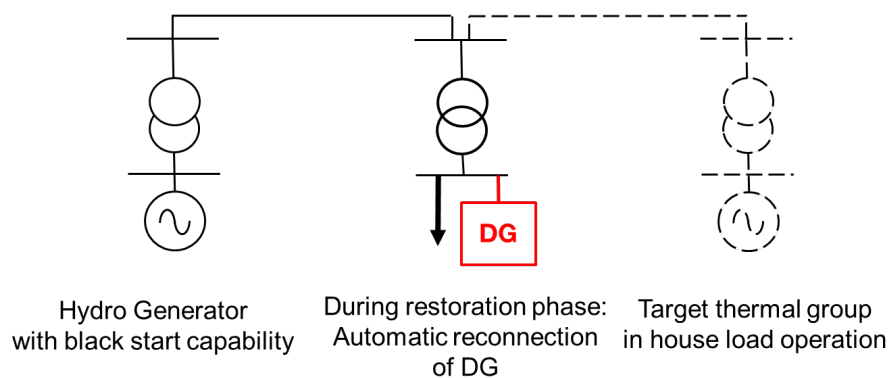 DG
Hydro Generator
with black start capability
During restoration phase:
Automatic reconnection
of DG
Target thermal group
in house load operation